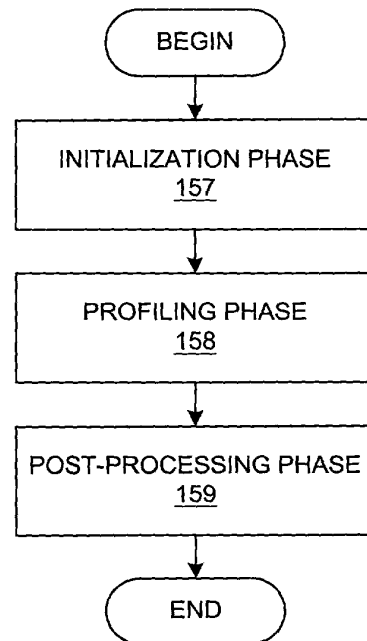 BEGIN
INITIALIZATION PHASE
157
PROFILING PHASE
158
POST-PROCESSING PHASE
159
END